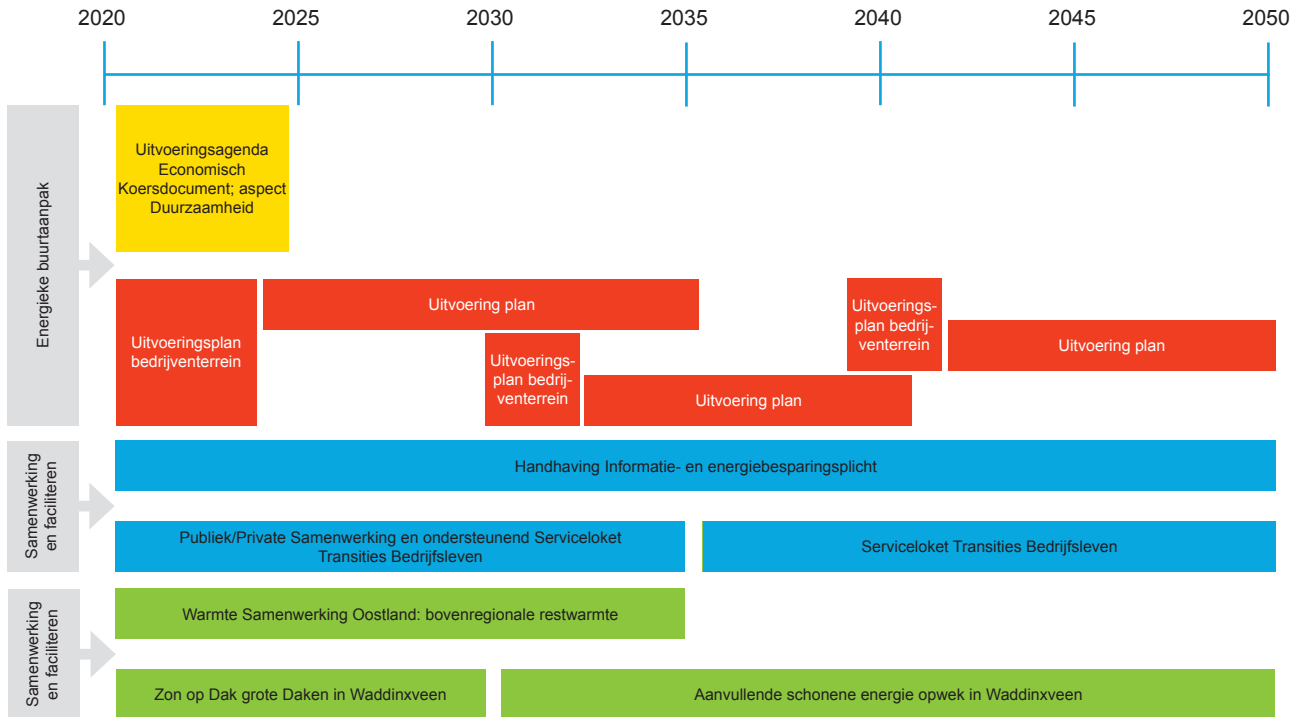 2020 2025 2030 2035 2040 2045 2050
Energieke buurtaanpak
Uitvoeringsagenda
Economisch
Koersdocument; aspect
Duurzaamheid
Uitvoeringsplan
bedrijventerrein
Uitvoering plan
Uitvoerings-
plan bedrij-
venterrein
Uitvoering plan
Uitvoerings-
plan bedrij-
venterrein
Uitvoering plan
Samenwerking
en faciliteren
Handhaving Informatie- en energiebesparingsplicht
Publiek/Private Samenwerking en ondersteunend Serviceloket
Transities Bedrijfsleven
Serviceloket Transities Bedrijfsleven
Samenwerking
en faciliteren
Warmte Samenwerking Oostland: bovenregionale restwarmte
Zon op Dak grote Daken in Waddinxveen
Aanvullende schonene energie opwek in Waddinxveen